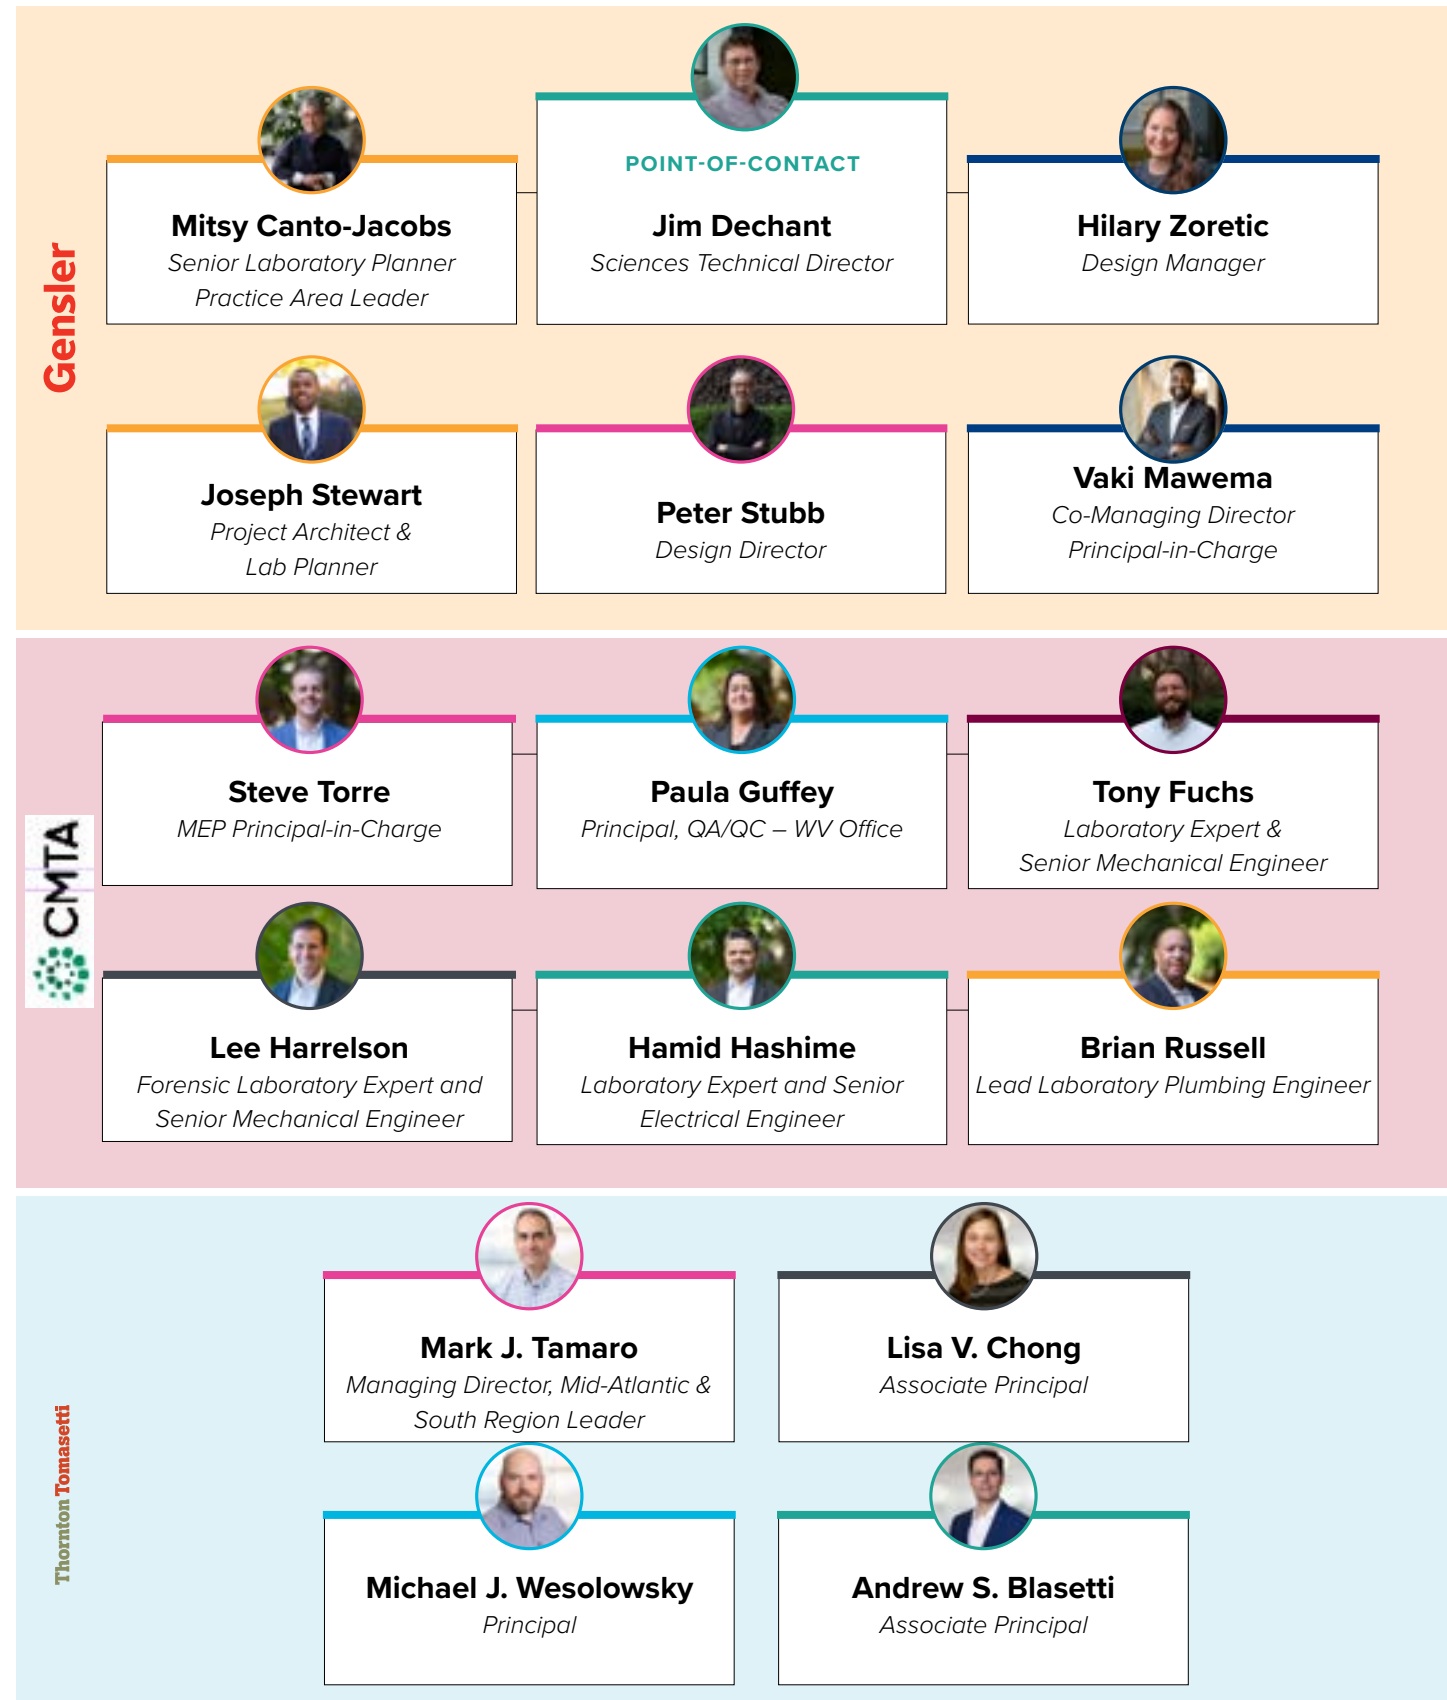 Gensler
POINT-OF-CONTACT
Mitsy Canto-Jacobs
Senior Laboratory Planner
Practice Area Leader
Jim Dechant
Sciences Technical Director
Hilary Zoretic
Design Manager
Joseph Stewart
Project Architect &
Lab Planner
Peter Stubb
Design Director
Vaki Mawema
Co-Managing Director
Principal-in-Charge
CMTA
Steve Torre
MEP Principal-in-Charge
Paula Guffey
Principal, QA/QC – WV Office
Tony Fuchs
Laboratory Expert &
Senior Mechanical Engineer
Lee Harrelson
Forensic Laboratory Expert and
Senior Mechanical Engineer
Hamid Hashime
Laboratory Expert and Senior
Electrical Engineer
Brian Russell
Lead Laboratory Plumbing Engineer
Thornton Tomasetti
Mark J. Tamaro
Managing Director, Mid-Atlantic &
South Region Leader
Lisa V. Chong
Associate Principal
Michael J. Wesolowsky
Principal
Andrew S. Blasetti
Associate Principal